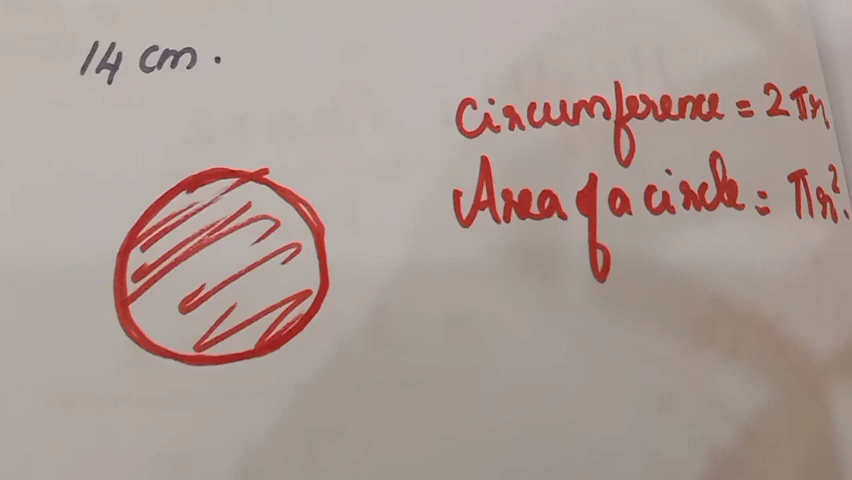 14 cm.
Circumference = 2πr
Area of a circle = πr².